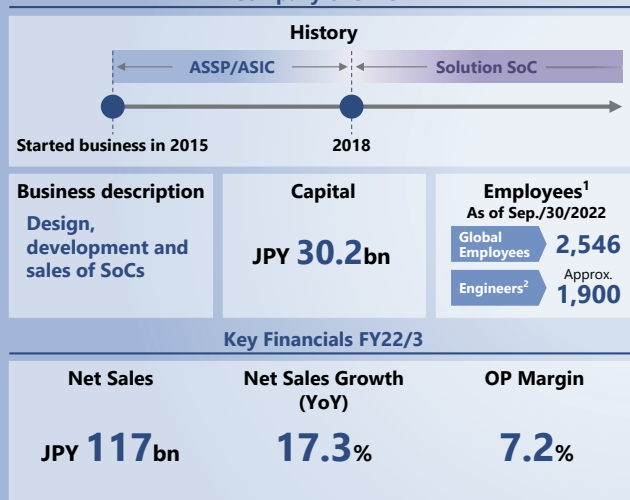 History
ASSP/ASIC
Solution SoC
Started business in 2015
2018
Business description
Design,
development and
sales of SoCs
Capital
JPY 30.2bn
Employees1
As of Sep./30/2022
Global
Employees
2,546
Engineers2
Approx.
1,900
Key Financials FY22/3
Net Sales
JPY 117bn
Net Sales Growth
(YoY)
17.3%
OP Margin
7.2%